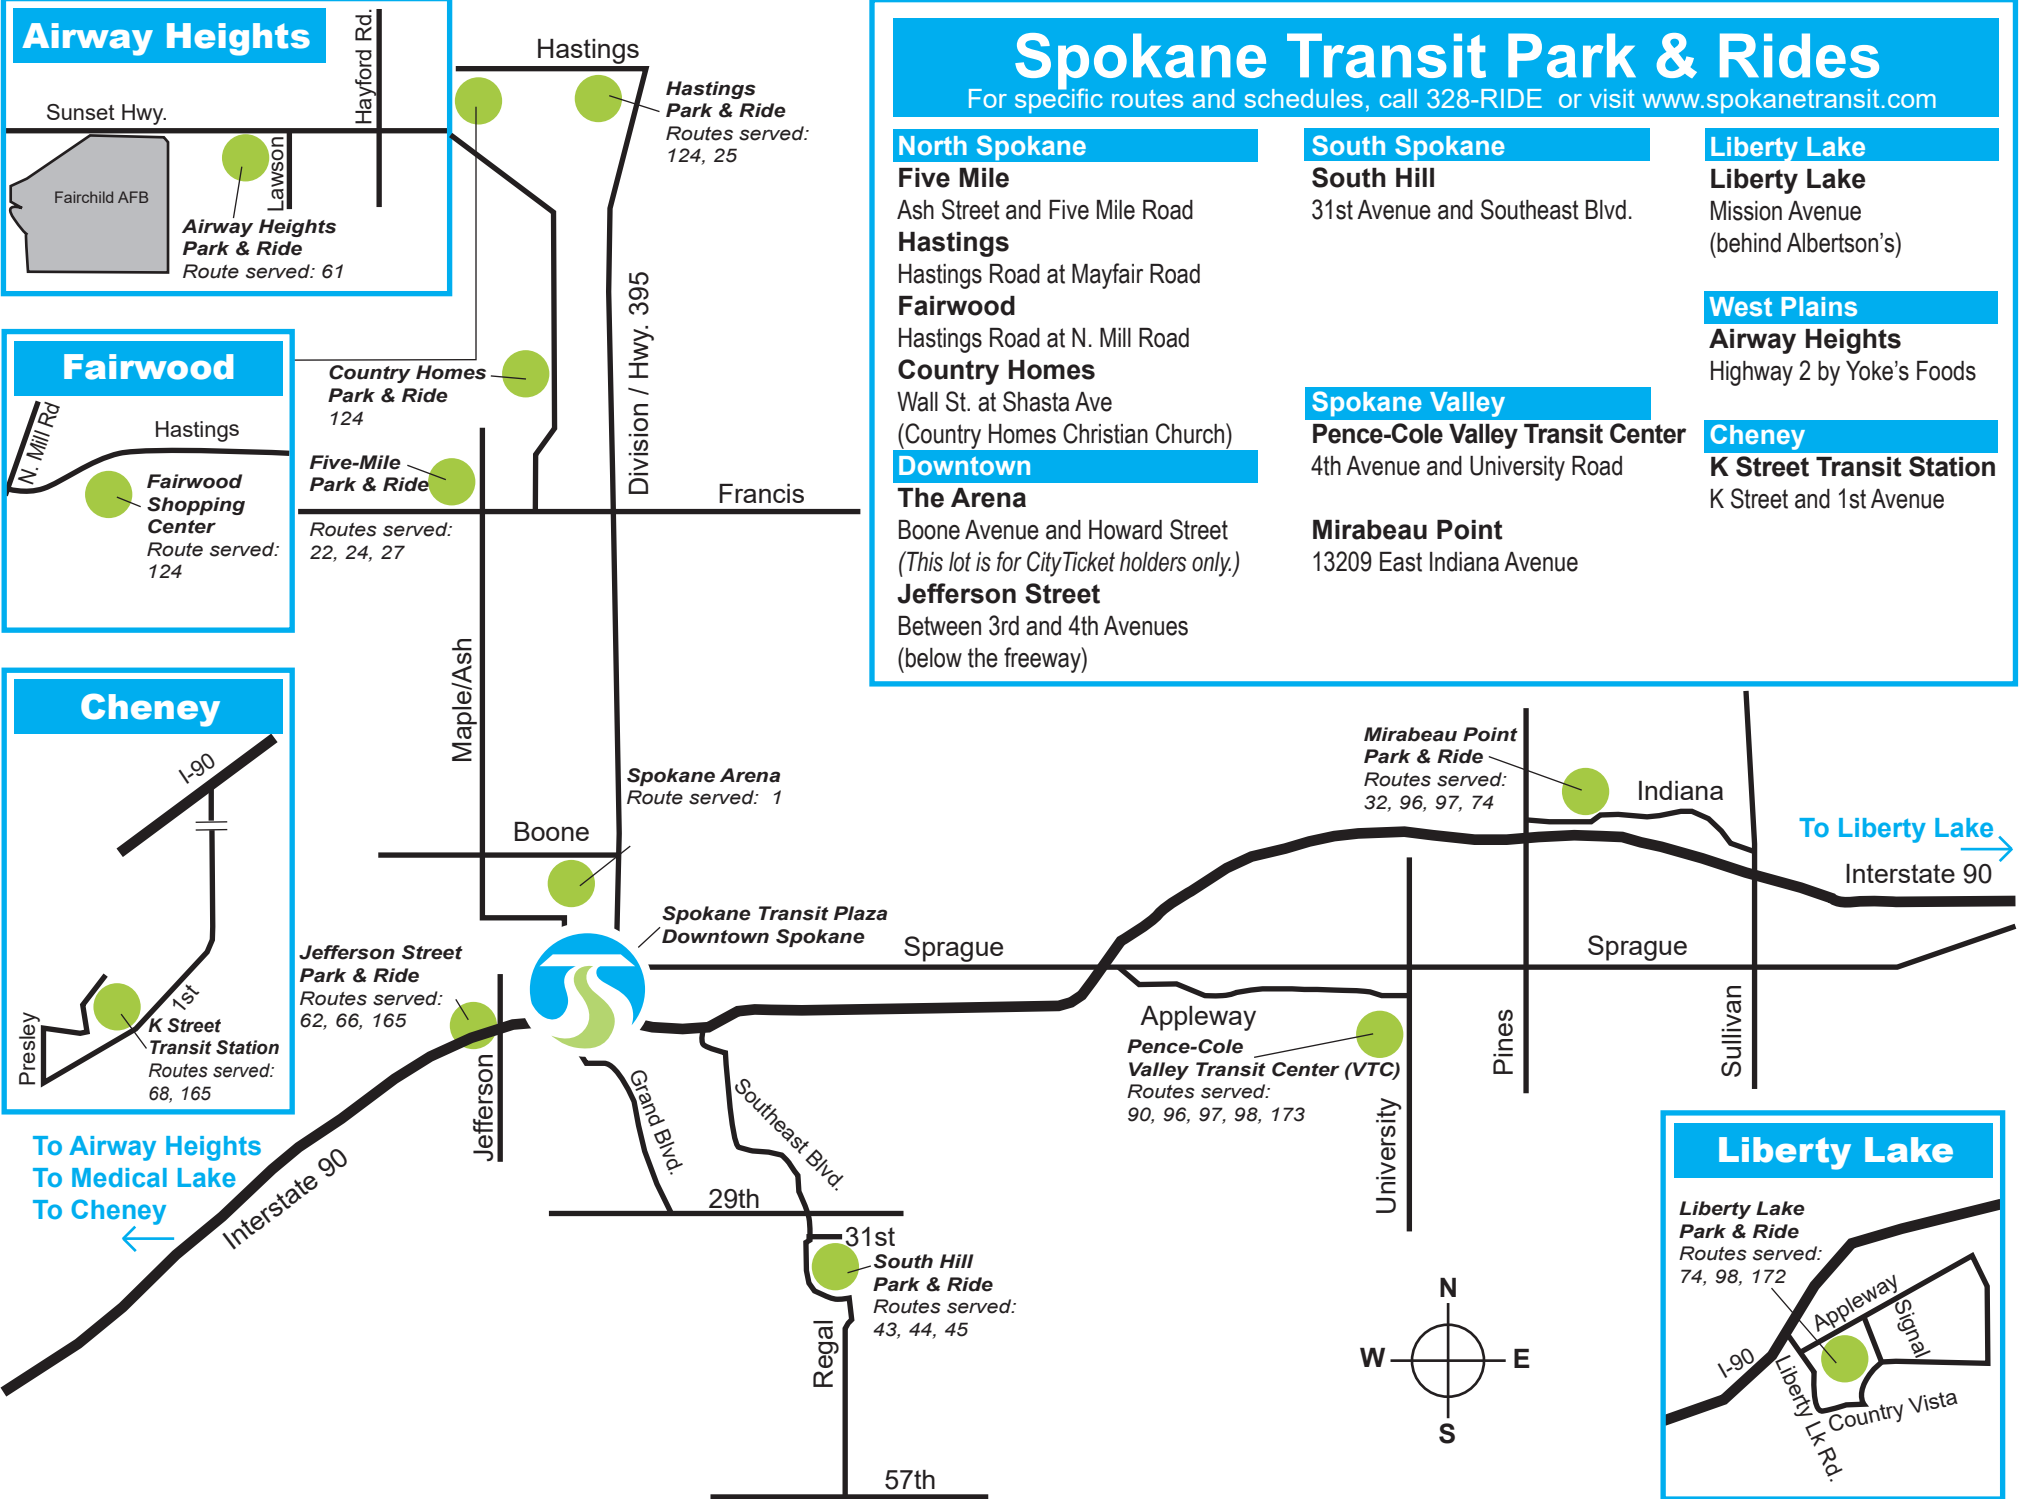 Airway Heights
Hayford Rd.
Sunset Hwy.
Lawson
Fairchild AFB
Airway Heights
Park & Ride
Route served: 61
Hastings
Hastings
Park & Ride
Routes served:
124, 25
Spokane Transit Park & Rides
For specific routes and schedules, call 328-RIDE or visit www.spokanetransit.com
North Spokane
Five Mile
Ash Street and Five Mile Road
Hastings
Hastings Road at Mayfair Road
Fairwood
Hastings Road at N. Mill Road
Country Homes
Wall St. at Shasta Ave
(Country Homes Christian Church)
Downtown
The Arena
Boone Avenue and Howard Street
(This lot is for CityTicket holders only.)
Jefferson Street
Between 3rd and 4th Avenues
(below the freeway)
South Spokane
South Hill
31st Avenue and Southeast Blvd.
Spokane Valley
Pence-Cole Valley Transit Center
4th Avenue and University Road
Mirabeau Point
13209 East Indiana Avenue
Liberty Lake
Liberty Lake
Mission Avenue
(behind Albertson's)
West Plains
Airway Heights
Highway 2 by Yoke's Foods
Cheney
K Street Transit Station
K Street and 1st Avenue
Fairwood
N. Mill Rd
Hastings
Fairwood
Shopping
Center
Route served:
124
Country Homes
Park & Ride
124
Division / Hwy. 395
Five-Mile
Park & Ride
Routes served:
22, 24, 27
Francis
Maple/Ash
Cheney
I-90
1st
Presley
K Street
Transit Station
Routes served:
68, 165
Spokane Arena
Route served: 1
Boone
Spokane Transit Plaza
Downtown Spokane
Jefferson Street
Park & Ride
Routes served:
62, 66, 165
Jefferson
Sprague
Mirabeau Point
Park & Ride
Routes served:
32, 96, 97, 74
Indiana
To Liberty Lake
Interstate 90
Sprague
Appleway
Pence-Cole
Valley Transit Center (VTC)
Routes served:
90, 96, 97, 98, 173
University
Pines
Sullivan
To Airway Heights
To Medical Lake
To Cheney
Interstate 90
Grand Blvd.
Southeast Blvd.
29th
31st
South Hill
Park & Ride
Routes served:
43, 44, 45
Regal
57th
N
W
E
S
Liberty Lake
Liberty Lake
Park & Ride
Routes served:
74, 98, 172
Appleway
Signal
I-90
Liberty Lk Rd.
Country Vista